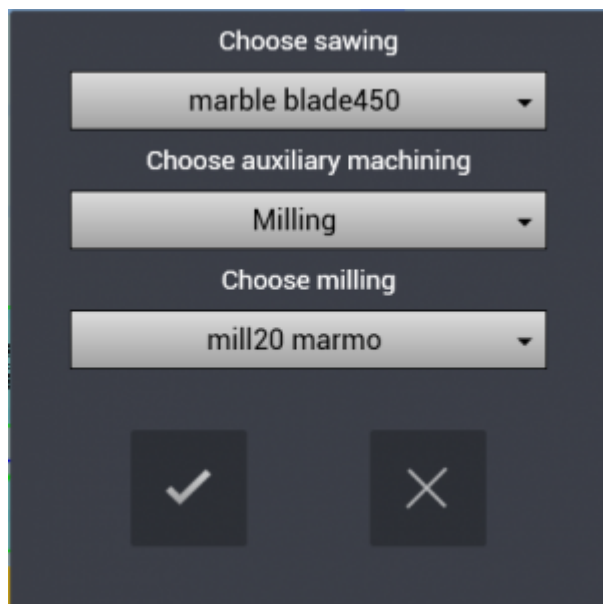 Choose sawing
marble blade450
Choose auxiliary machining
Milling
Choose milling
mill20 marmo